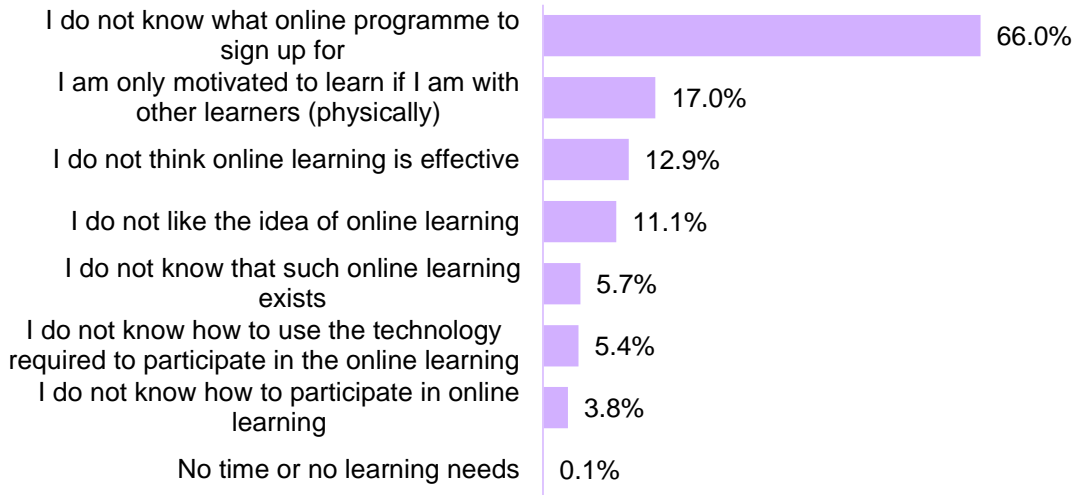 I do not know what online programme to
sign up for
66.0%
I am only motivated to learn if I am with
other learners (physically)
17.0%
I do not think online learning is effective
12.9%
I do not like the idea of online learning
11.1%
I do not know that such online learning
exists
5.7%
I do not know how to use the technology
required to participate in the online learning
5.4%
I do not know how to participate in online
learning
3.8%
No time or no learning needs
0.1%